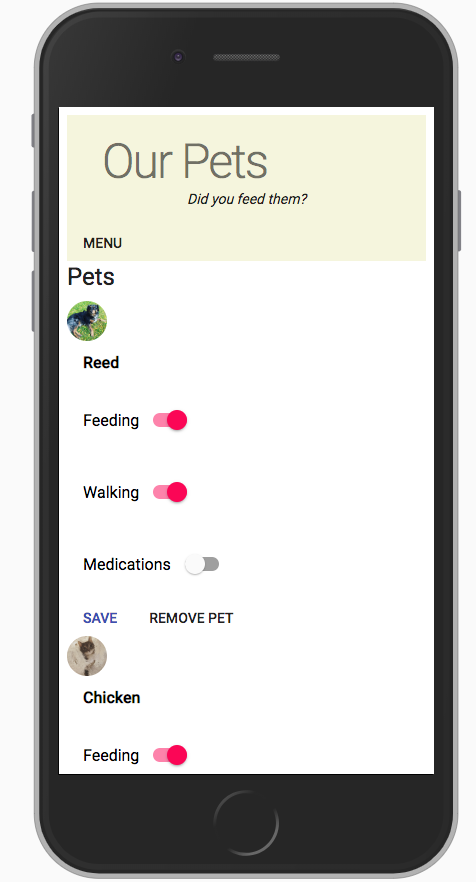 Our Pets
Did you feed them?
MENU
Pets
Reed
Feeding
Walking
Medications
SAVE REMOVE PET
Chicken
Feeding